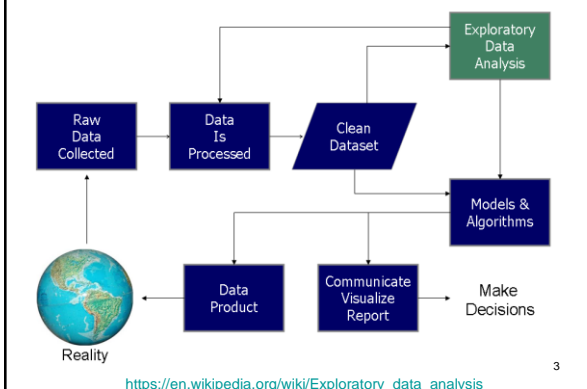 Exploratory
Data
Analysis
Raw
Data
Collected
Data
Is
Processed
Clean
Dataset
Models &
Algorithms
Data
Product
Communicate
Visualize
Report
Make
Decisions
Reality
3
https://en.wikipedia.org/wiki/Exploratory_data_analysis